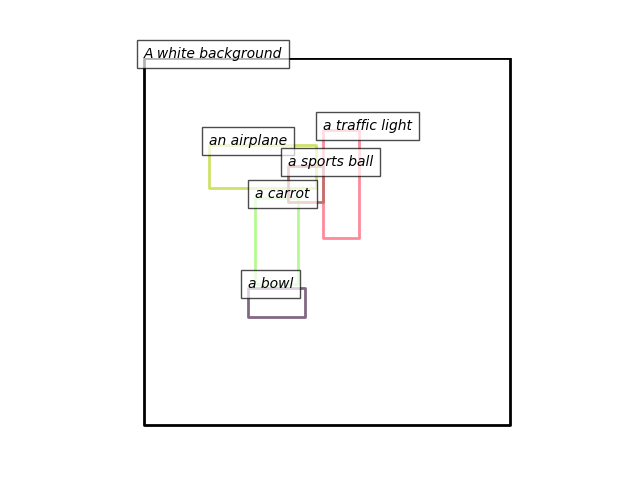 A white background
a traffic light
an airplane
a sports ball
a carrot
a bowl